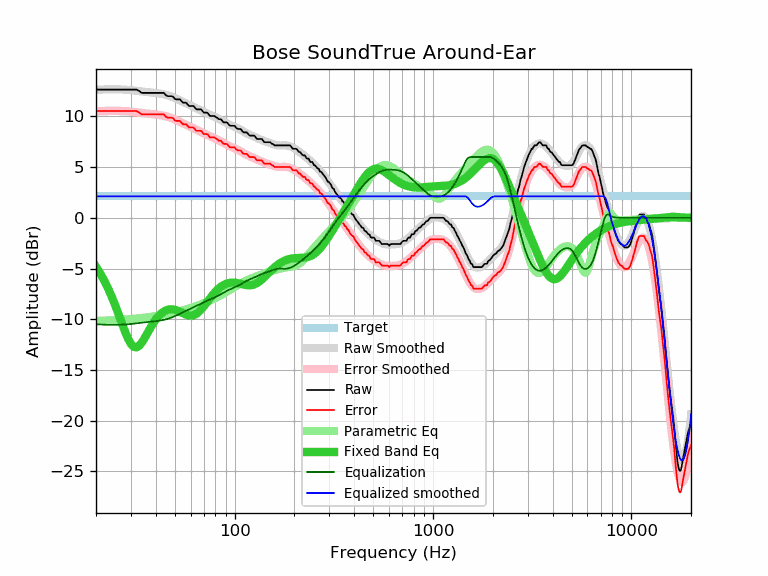 Bose SoundTrue Around-Ear
Amplitude (dBr)
10
5
0
−5
−10
−15
−20
−25
Target
Raw Smoothed
Error Smoothed
Raw
Error
Parametric Eq
Fixed Band Eq
Equalization
Equalized smoothed
100
1000
10000
Frequency (Hz)